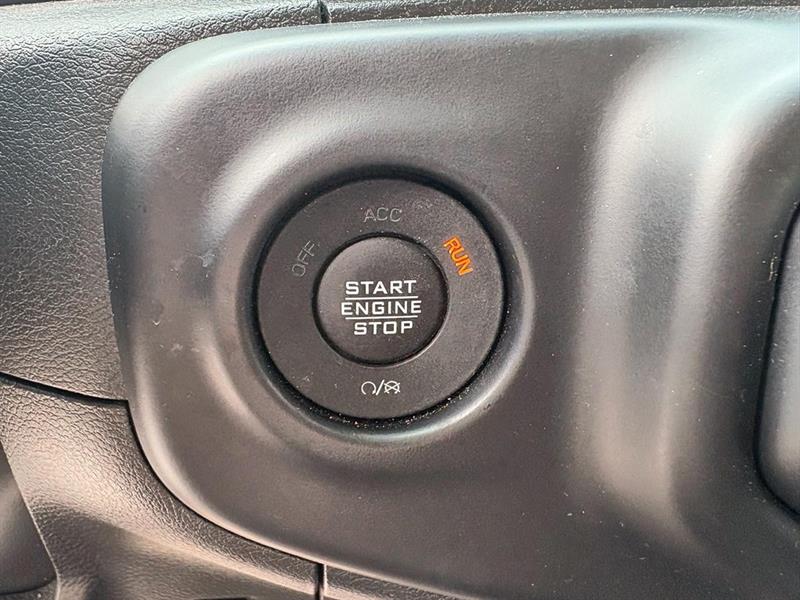 ACC
OFF
RUN
START
ENGINE
STOP